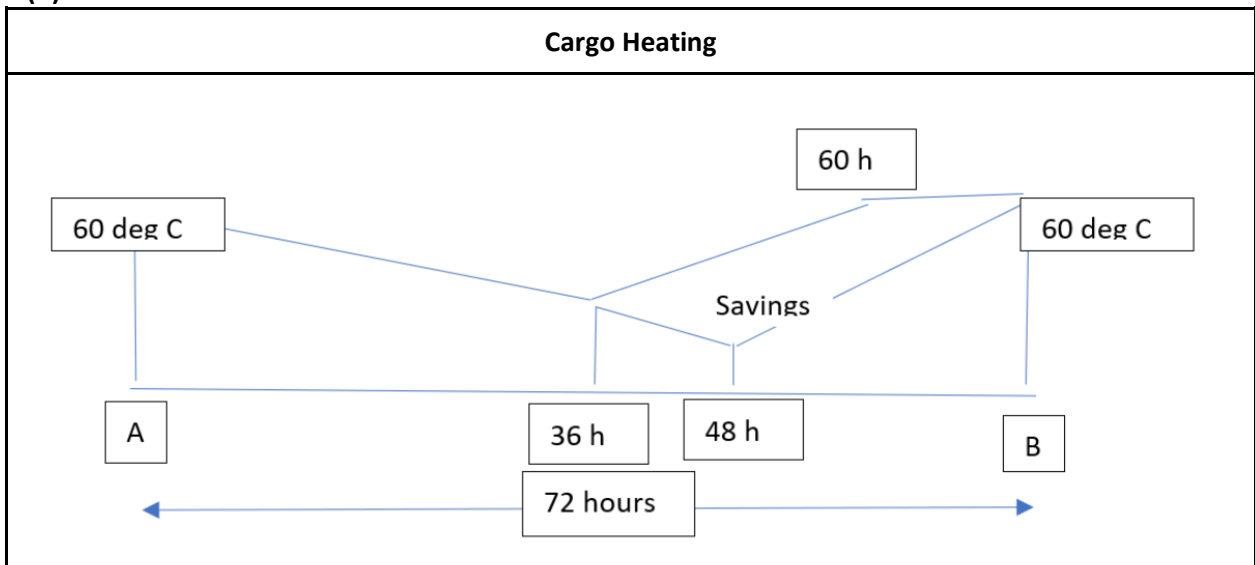 Cargo Heating
60 h
60 deg C
60 deg C
Savings
A
36 h
48 h
B
72 hours